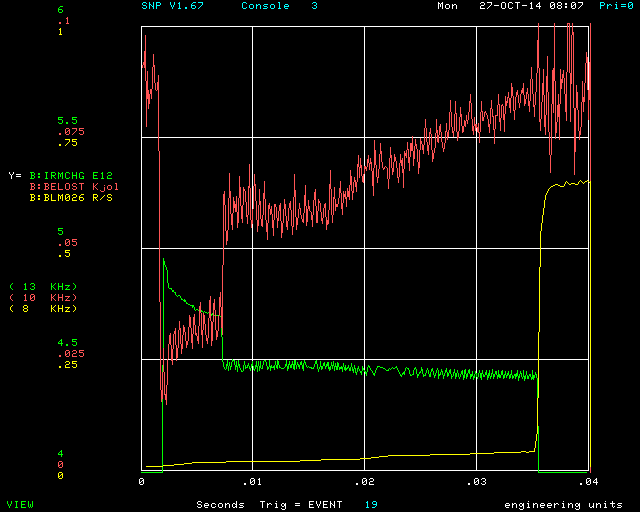 SNP V1.67 Console 3 Mon 27-OCT-14 08:07 Pri=0
6
.1
1
5.5
.075
.75
Y= B:IRMCHG E12
B:BELOST Kjol
B:BLM026 R/S
5
.05
.5
( 13 KHz)
( 10 KHz)
( 8 KHz)
4.5
.025
.25
4
0
0
0 .01 .02 .03 .04
VIEW Seconds Trig = EVENT 19 engineering units